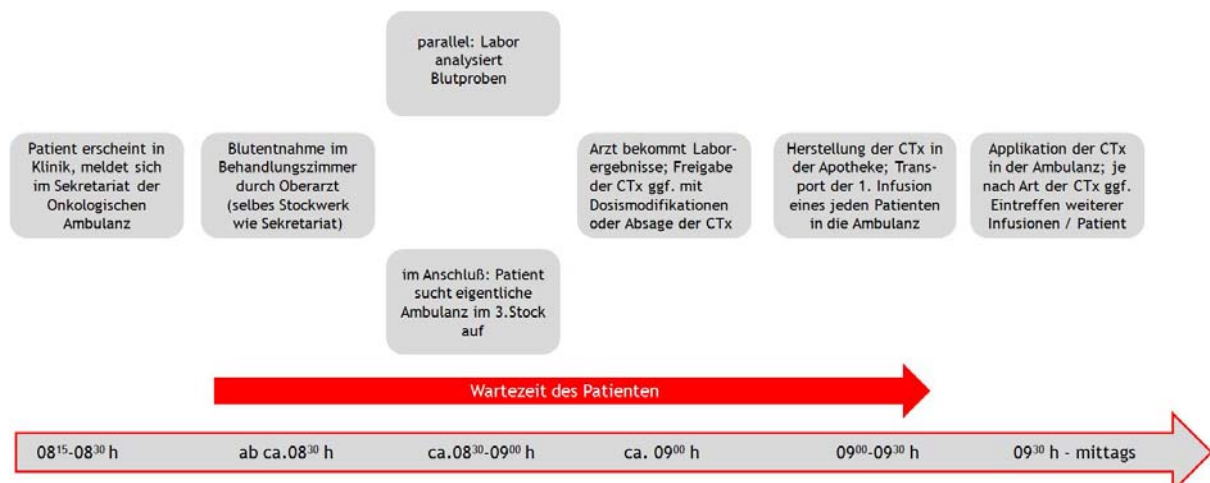 parallel: Labor
analysiert
Blutproben
Patient erscheint in
Klinik, meldet sich
im Sekretariat der
Onkologischen
Ambulanz
Blutentnahme im
Behandlungszimmer
durch Oberarzt
(selbes Stockwerk
wie Sekretariat)
im Anschluß: Patient
sucht eigentliche
Ambulanz im 3.Stock
auf
Arzt bekommt Labor-
ergebnisse; Freigabe
der CTx ggf. mit
Dosismodifikationen
oder Absage der CTx
Herstellung der CTx in
der Apotheke; Trans-
port der 1. Infusion
eines jeden Patienten
in die Ambulanz
Applikation der CTx
in der Ambulanz; je
nach Art der CTx ggf.
Eintreffen weiterer
Infusionen / Patient
Wartezeit des Patienten
08¹⁵-08³⁰ h
ab ca.08³⁰ h
ca.08³⁰-09⁰⁰ h
ca. 09⁰⁰ h
09⁰⁰-09³⁰ h
09³⁰ h - mittags